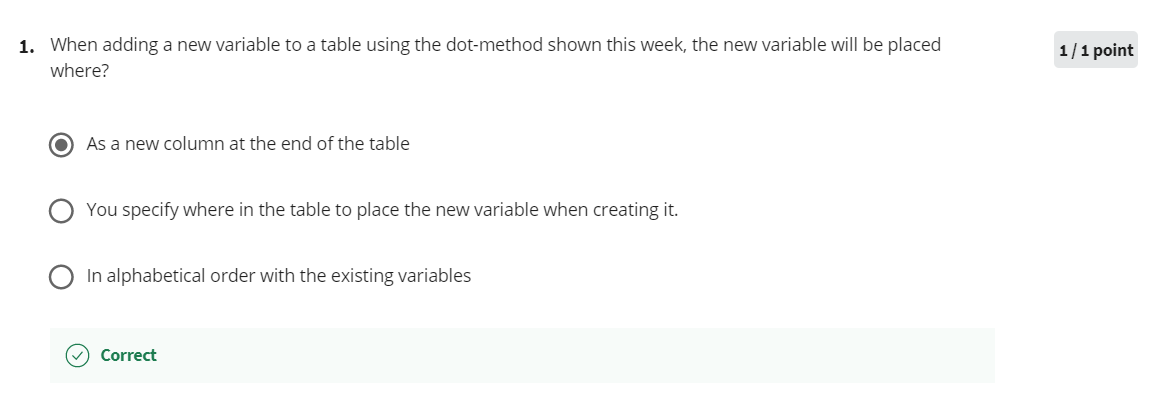 1. When adding a new variable to a table using the dot-method shown this week, the new variable will be placed
where?
1 / 1 point
As a new column at the end of the table
You specify where in the table to place the new variable when creating it.
In alphabetical order with the existing variables
Correct